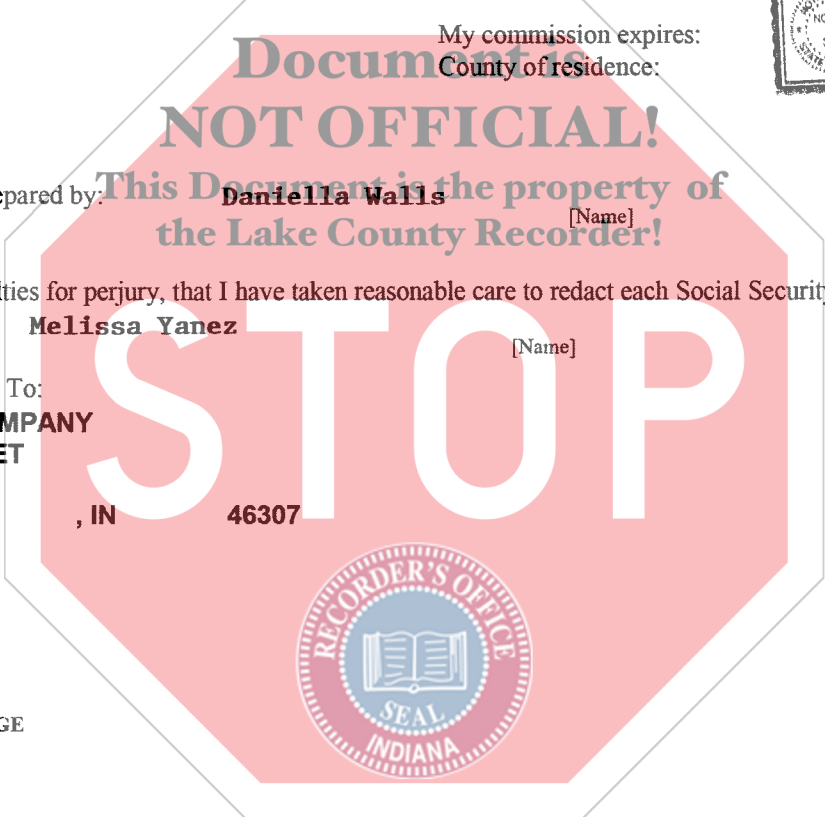 My commission expires:
Document is
County of residence:
NOT OFFICIAL!
epared by: Daniella Walls
This Document is the property of
[Name]
the Lake County Recorder!
lties for perjury, that I have taken reasonable care to redact each Social Security
Melissa Yanez
[Name]
To:
MPANY
ET
STOP
, IN 46307
RECORDER'S OFFICE
SEAL
INDIANA
GE